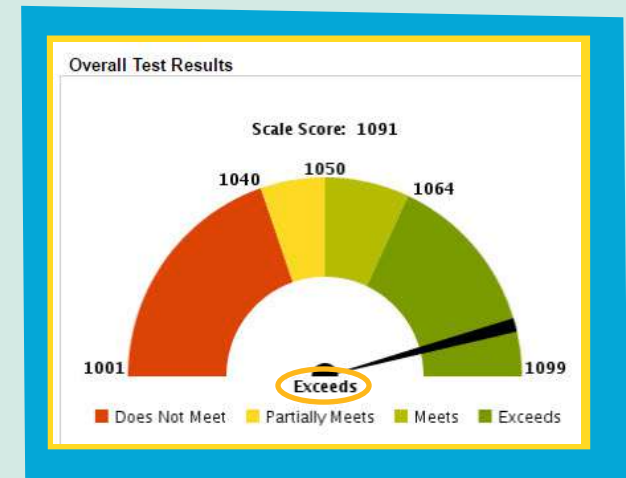 Overall Test Results
Scale Score: 1091
1050
1040
1064
1001
1099
Exceeds
Does Not Meet Partially Meets Meets Exceeds